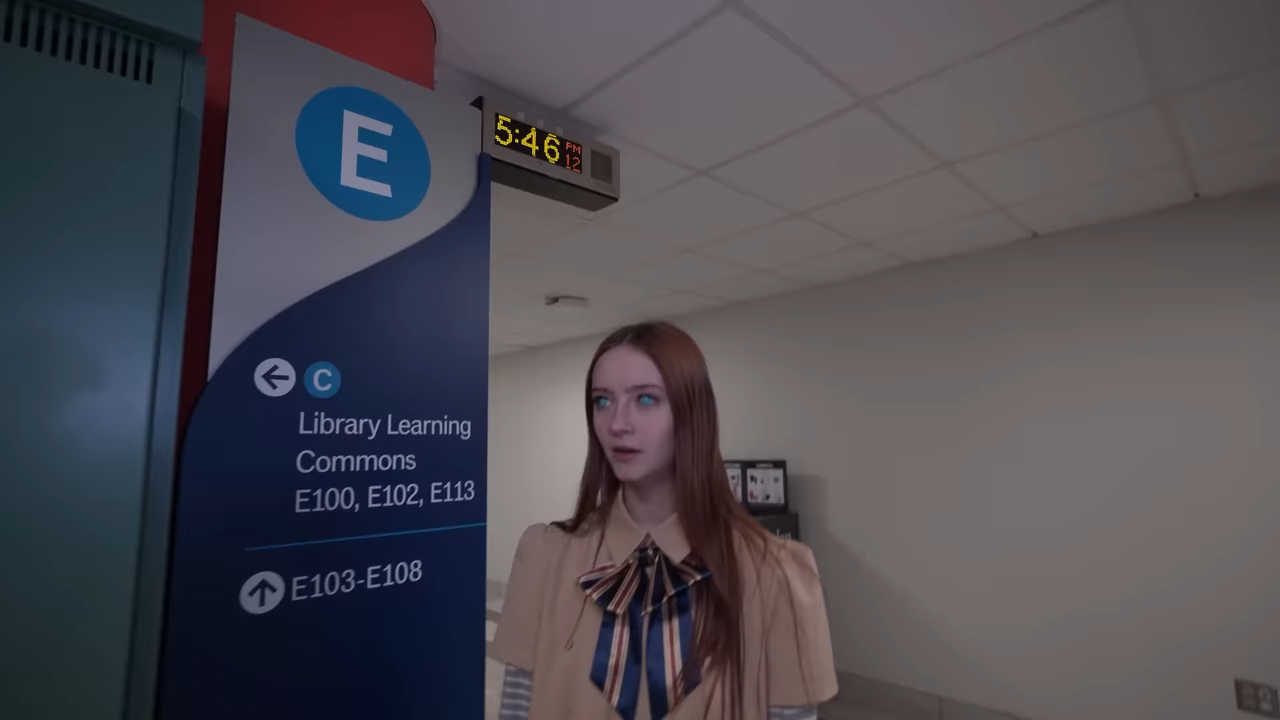 E
5:46 PM
12
C
Library Learning
Commons
E100, E102, E113
E103-E108